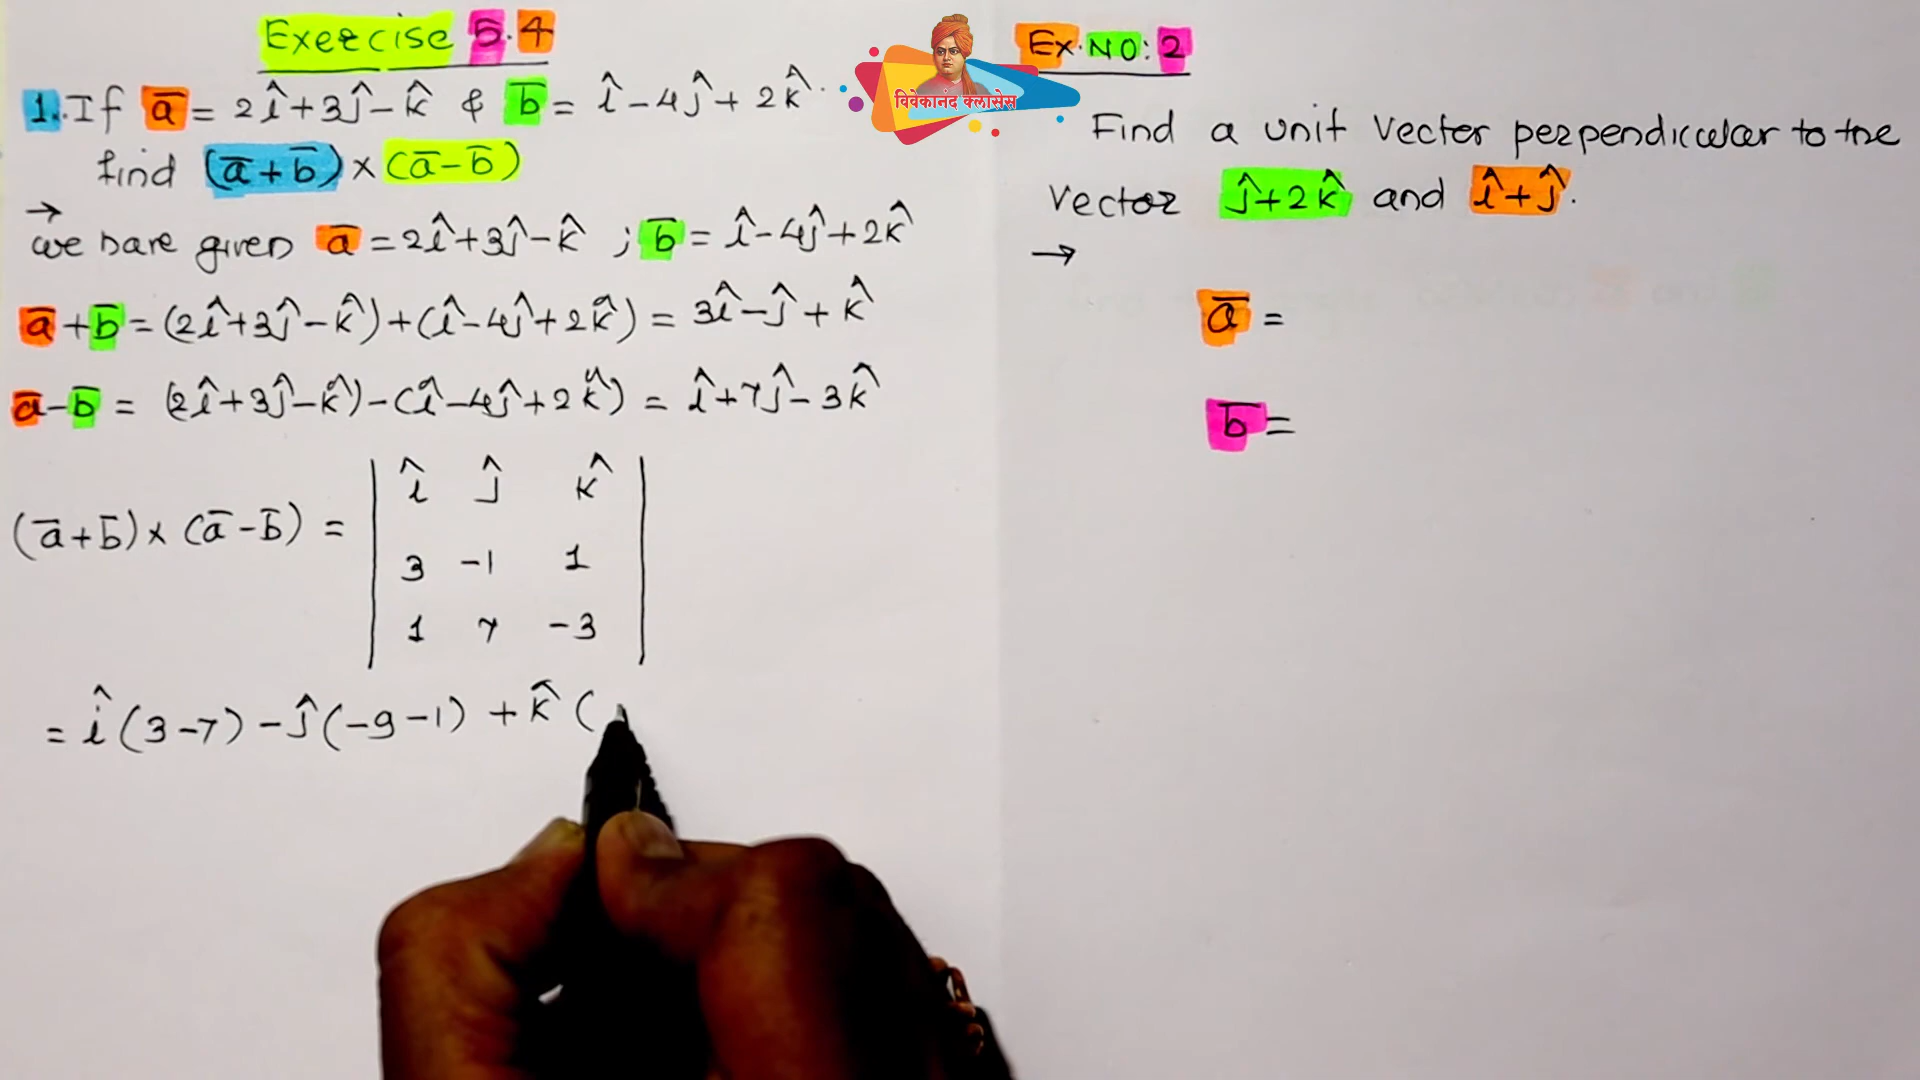 Exercise 5.4
1. If a̅ = 2î+3ĵ-k̂ & b̅ = î-4ĵ+2k̂.
find (a̅+b̅)×(a̅-b̅)
→
we have given a̅ = 2î+3ĵ-k̂ ; b̅ = î-4ĵ+2k̂
a̅+b̅ = (2î+3ĵ-k̂)+(î-4ĵ+2k̂) = 3î-ĵ+k̂
a̅-b̅ = (2î+3ĵ-k̂)-(î-4ĵ+2k̂) = î+7ĵ-3k̂
(a̅+b̅)×(a̅-b̅) =
î ĵ k̂
3 -1 1
1 7 -3
= î(3-7)-ĵ(-9-1)+k̂(
विवेकानंद क्लासेस
Ex. NO: 2
Find a unit vector perpendicular to the
vector ĵ+2k̂ and î+ĵ.
→
a̅ =
b̅ =